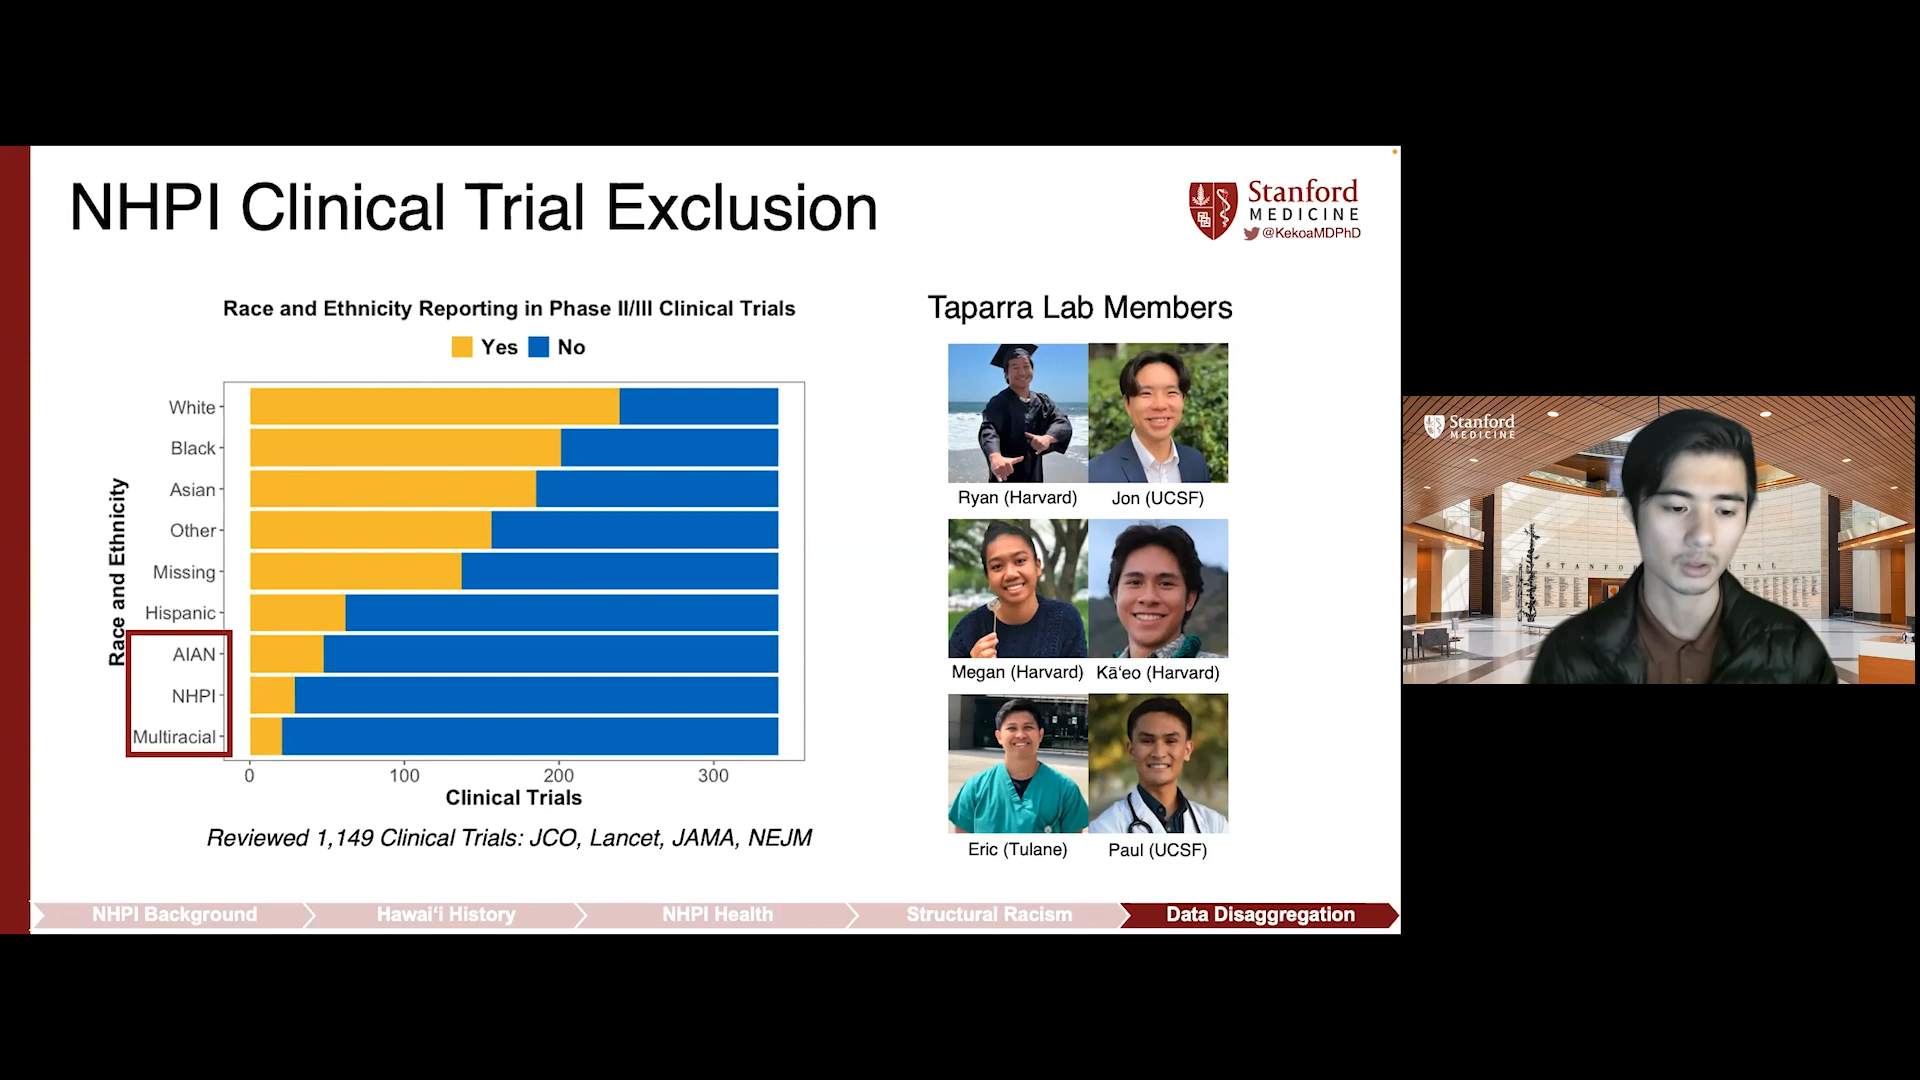 NHPI Clinical Trial Exclusion
Stanford
MEDICINE
@KekoaMDPhD
Race and Ethnicity Reporting in Phase II/III Clinical Trials
Yes No
Race and Ethnicity
White
Black
Asian
Other
Missing
Hispanic
AIAN
NHPI
Multiracial
0 100 200 300
Clinical Trials
Reviewed 1,149 Clinical Trials: JCO, Lancet, JAMA, NEJM
Taparra Lab Members
Ryan (Harvard) Jon (UCSF)
Megan (Harvard) Kāʻeo (Harvard)
Eric (Tulane) Paul (UCSF)
NHPI Background Hawaiʻi History NHPI Health Structural Racism Data Disaggregation
Stanford
MEDICINE